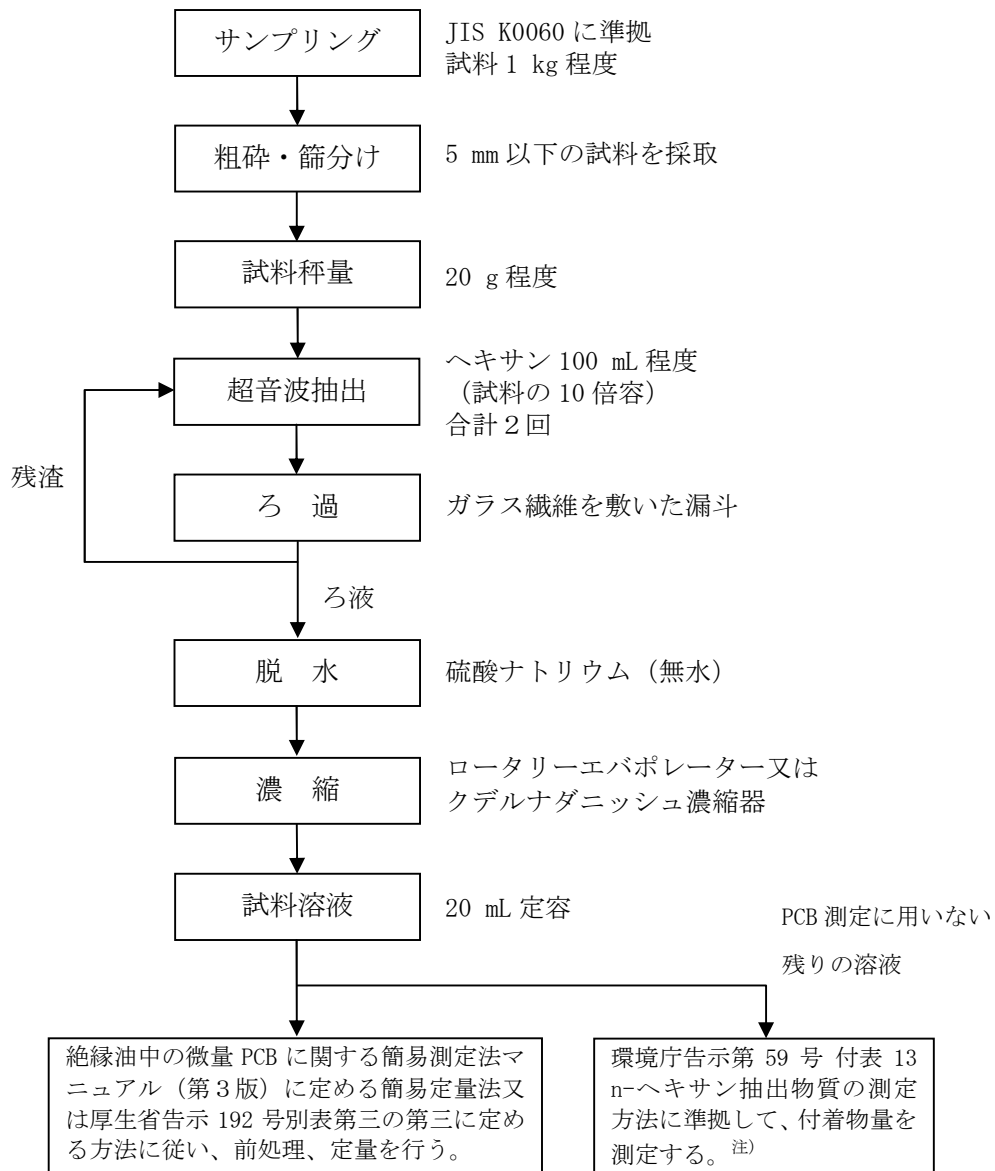 サンプリング
JIS K0060 に準拠
試料 1 kg 程度
粗砕・篩分け
5 mm 以下の試料を採取
試料秤量
20 g 程度
超音波抽出
ヘキサン 100 mL 程度
（試料の 10 倍容）
合計２回
残渣
ろ　過
ガラス繊維を敷いた漏斗
ろ液
脱　水
硫酸ナトリウム（無水）
濃　縮
ロータリーエバポレーター又は
クデルナダニッシュ濃縮器
試料溶液
20 mL 定容
PCB 測定に用いない
残りの溶液
絶縁油中の微量 PCB に関する簡易測定法マ
ニュアル（第３版）に定める簡易定量法又
は厚生省告示 192 号別表第三の第三に定め
る方法に従い、前処理、定量を行う。
環境庁告示第 59 号 付表 13
n-ヘキサン抽出物質の測定
方法に準拠して、付着物量を
測定する。注）